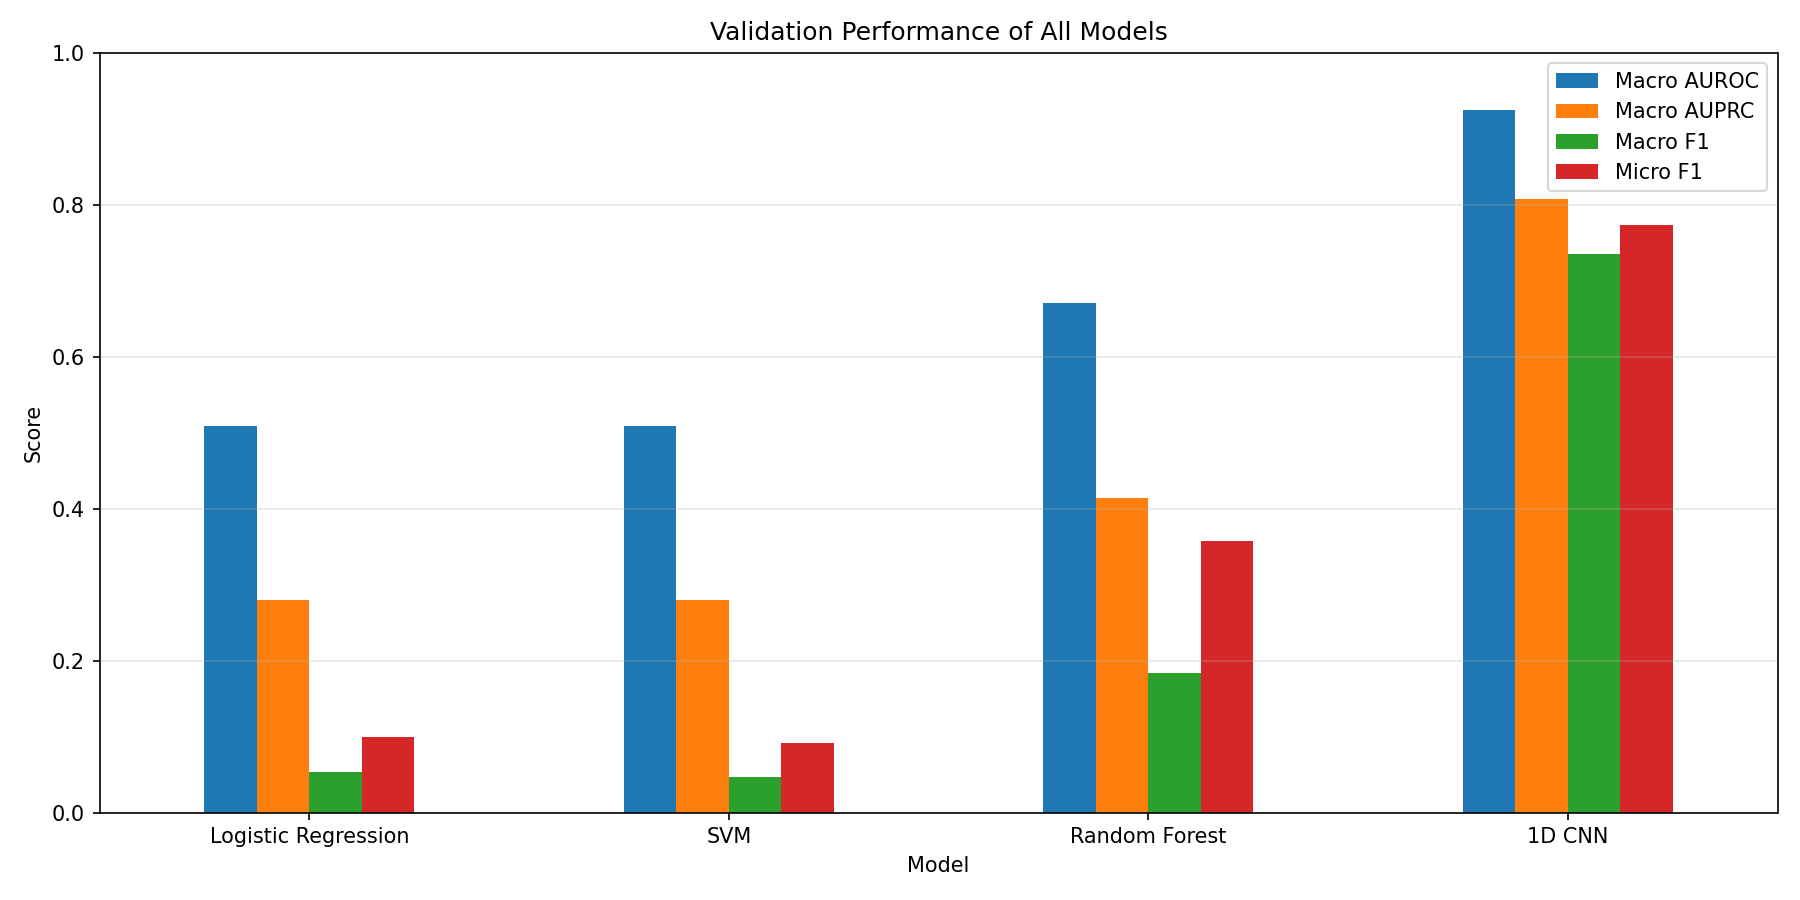 Validation Performance of All Models
1.0
0.8
0.6
0.4
0.2
0.0
Score
Macro AUROC
Macro AUPRC
Macro F1
Micro F1
Logistic Regression
SVM
Random Forest
1D CNN
Model